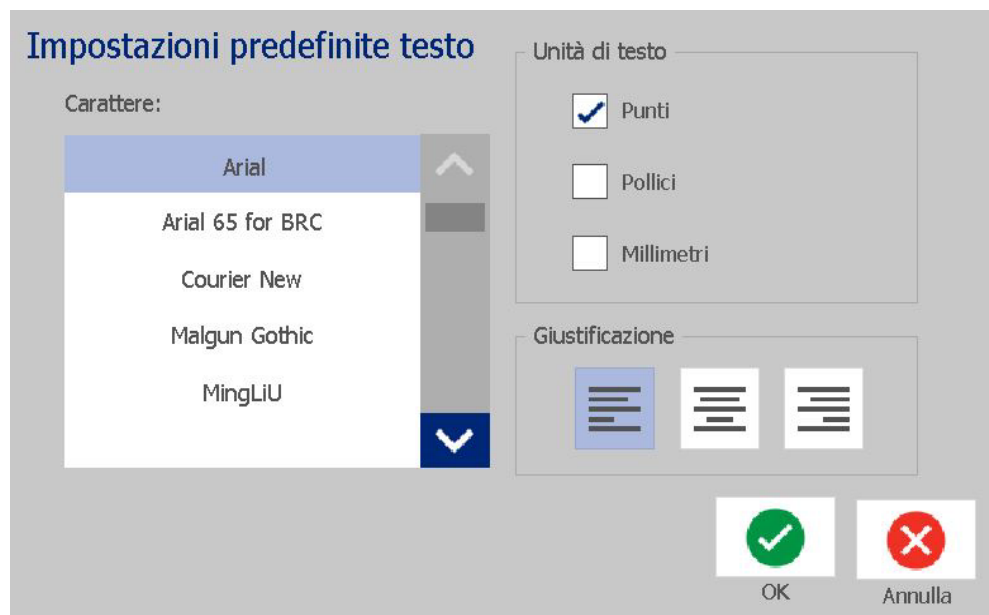 Impostazioni predefinite testo
Carattere:
Arial
Arial 65 for BRC
Courier New
Malgun Gothic
MingLiU
Unità di testo
Punti
Pollici
Millimetri
Giustificazione
OK
Annulla